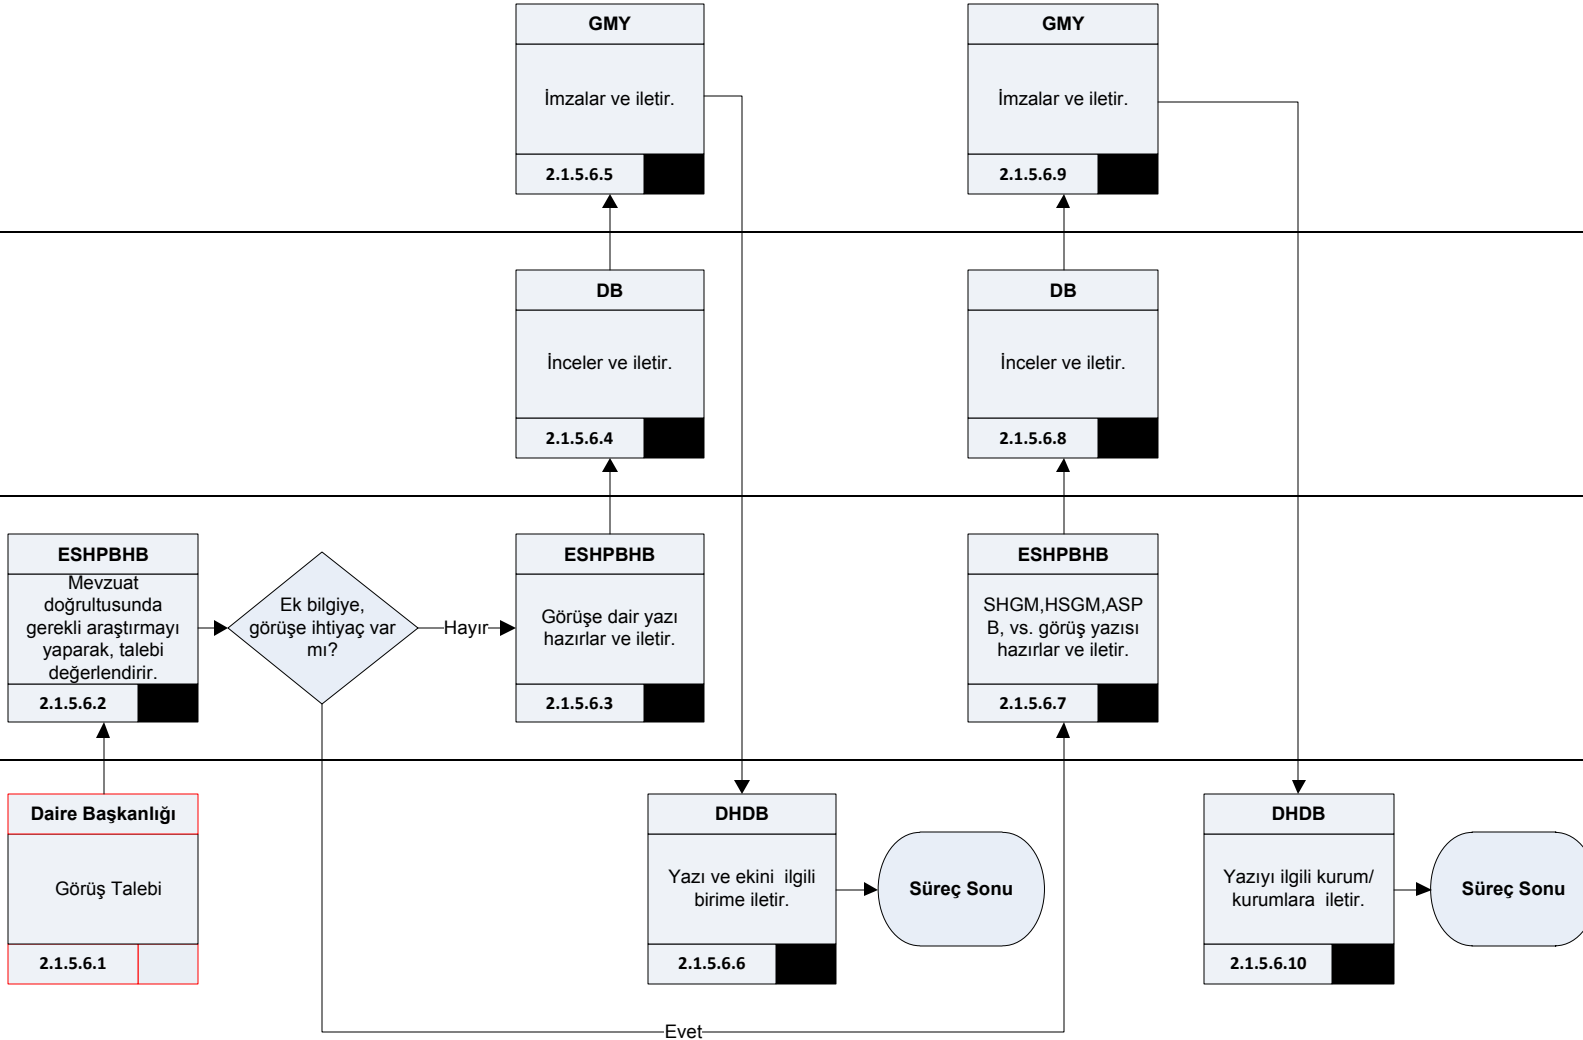 GMY
İmzalar ve iletir.
2.1.5.6.5
GMY
İmzalar ve iletir.
2.1.5.6.9
DB
İnceler ve iletir.
2.1.5.6.4
DB
İnceler ve iletir.
2.1.5.6.8
ESHPBHB
Mevzuat
doğrultusunda
gerekli araştırmayı
yaparak, talebi
değerlendirir.
2.1.5.6.2
Ek bilgiye,
görüşe ihtiyaç var
mı?
Hayır
ESHPBHB
Görüşe dair yazı
hazırlar ve iletir.
2.1.5.6.3
ESHPBHB
SHGM,HSGM,ASP
B, vs. görüş yazısı
hazırlar ve iletir.
2.1.5.6.7
Daire Başkanlığı
Görüş Talebi
2.1.5.6.1
DHDB
Yazı ve ekini ilgili
birime iletir.
2.1.5.6.6
Süreç Sonu
DHDB
Yazıyı ilgili kurum/
kurumlara iletir.
2.1.5.6.10
Süreç Sonu
Evet